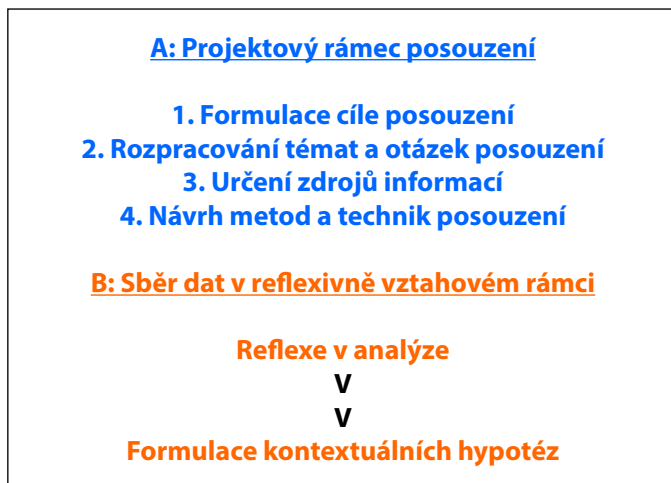 A: Projektový rámec posouzení
1. Formulace cíle posouzení
2. Rozpracování témat a otázek posouzení
3. Určení zdrojů informací
4. Návrh metod a technik posouzení
B: Sběr dat v reflexivně vztahovém rámci
Reflexe v analýze
V
V
Formulace kontextuálních hypotéz